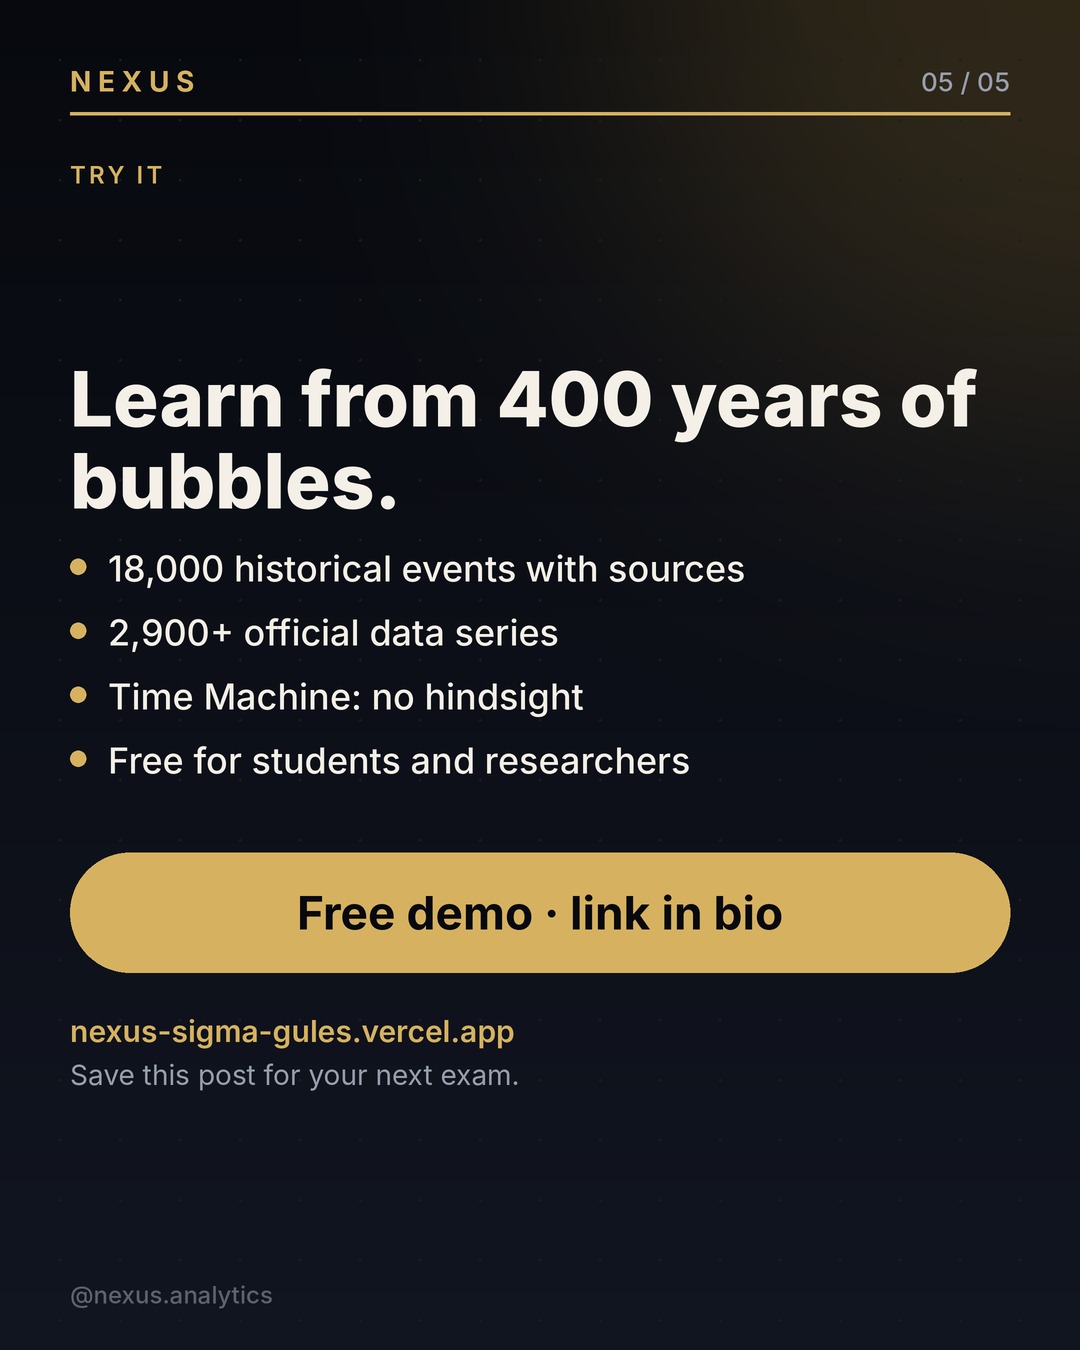 NEXUS
05 / 05
TRY IT
Learn from 400 years of
bubbles.
18,000 historical events with sources
2,900+ official data series
Time Machine: no hindsight
Free for students and researchers
Free demo · link in bio
nexus-sigma-gules.vercel.app
Save this post for your next exam.
@nexus.analytics